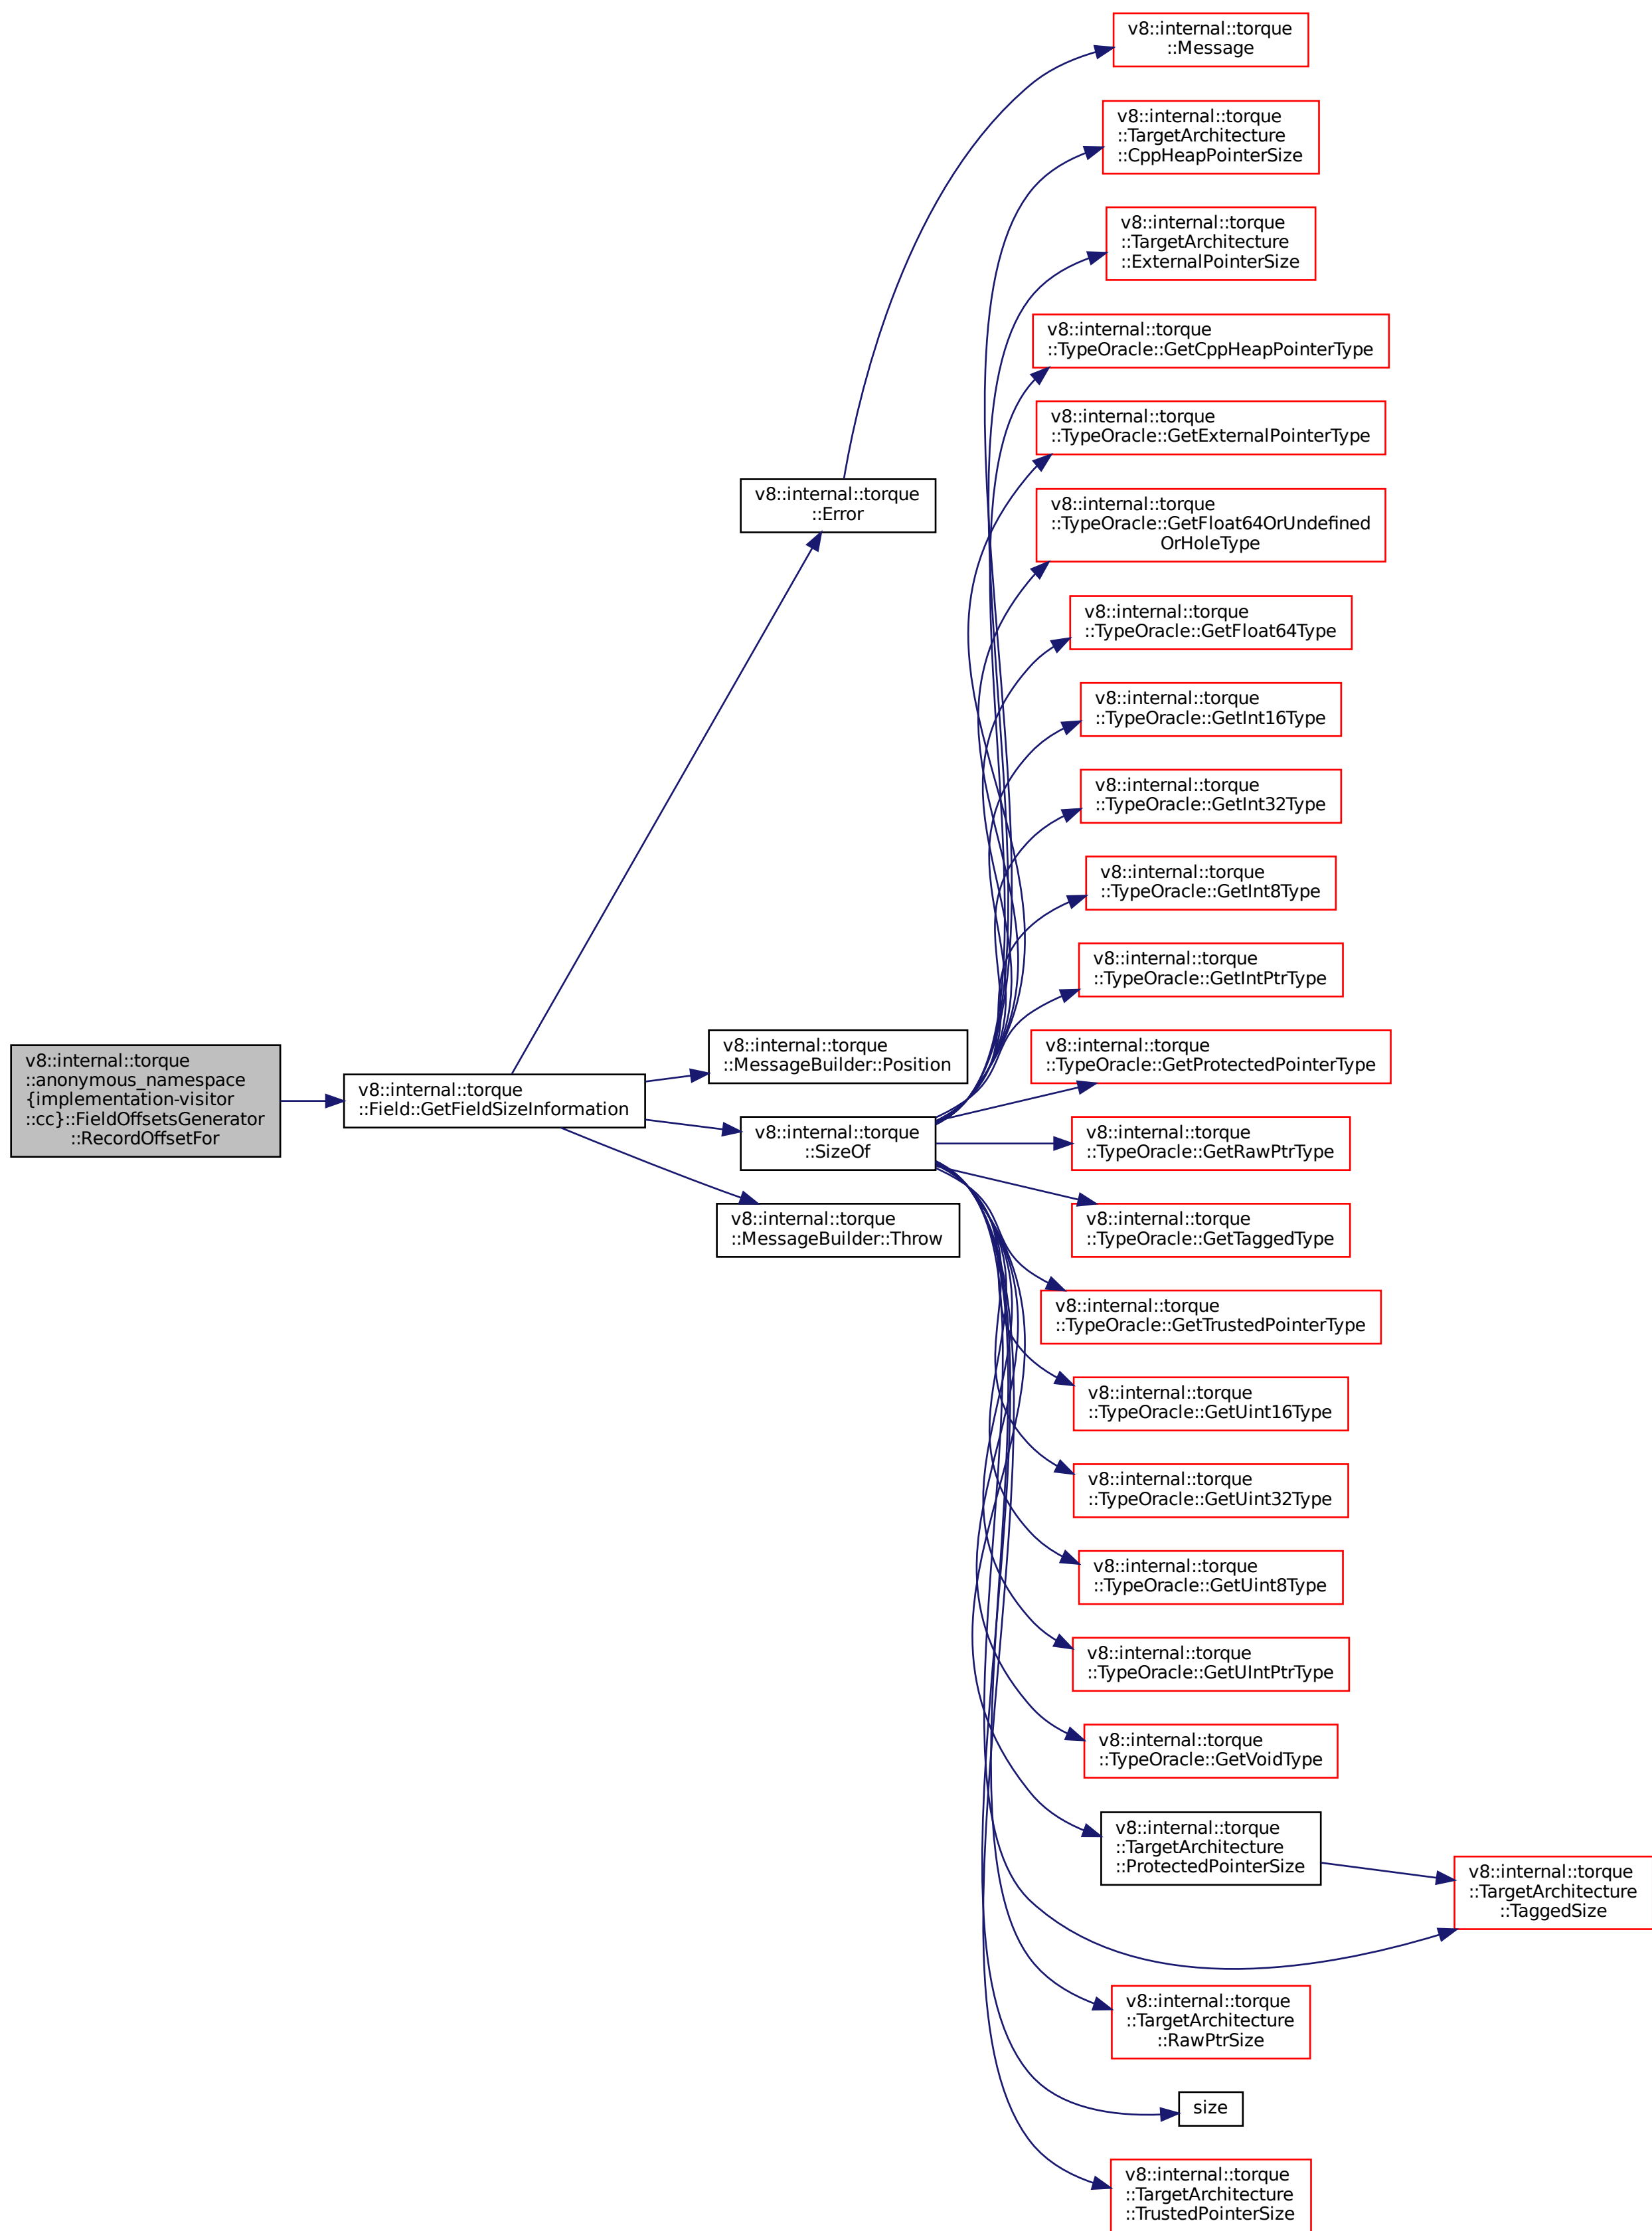 v8::internal::torque
::Message
v8::internal::torque
::TargetArchitecture
::CppHeapPointerSize
v8::internal::torque
::TargetArchitecture
::ExternalPointerSize
v8::internal::torque
::TypeOracle::GetCppHeapPointerType
v8::internal::torque
::TypeOracle::GetExternalPointerType
v8::internal::torque
::Error
v8::internal::torque
::TypeOracle::GetFloat64OrUndefined
OrHoleType
v8::internal::torque
::TypeOracle::GetFloat64Type
v8::internal::torque
::TypeOracle::GetInt16Type
v8::internal::torque
::TypeOracle::GetInt32Type
v8::internal::torque
::TypeOracle::GetInt8Type
v8::internal::torque
::TypeOracle::GetIntPtrType
v8::internal::torque
::anonymous_namespace
{implementation-visitor
::cc}::FieldOffsetsGenerator
::RecordOffsetFor
v8::internal::torque
::Field::GetFieldSizeInformation
v8::internal::torque
::MessageBuilder::Position
v8::internal::torque
::TypeOracle::GetProtectedPointerType
v8::internal::torque
::SizeOf
v8::internal::torque
::TypeOracle::GetRawPtrType
v8::internal::torque
::MessageBuilder::Throw
v8::internal::torque
::TypeOracle::GetTaggedType
v8::internal::torque
::TypeOracle::GetTrustedPointerType
v8::internal::torque
::TypeOracle::GetUint16Type
v8::internal::torque
::TypeOracle::GetUint32Type
v8::internal::torque
::TypeOracle::GetUint8Type
v8::internal::torque
::TypeOracle::GetUIntPtrType
v8::internal::torque
::TypeOracle::GetVoidType
v8::internal::torque
::TargetArchitecture
::ProtectedPointerSize
v8::internal::torque
::TargetArchitecture
::TaggedSize
v8::internal::torque
::TargetArchitecture
::RawPtrSize
size
v8::internal::torque
::TargetArchitecture
::TrustedPointerSize